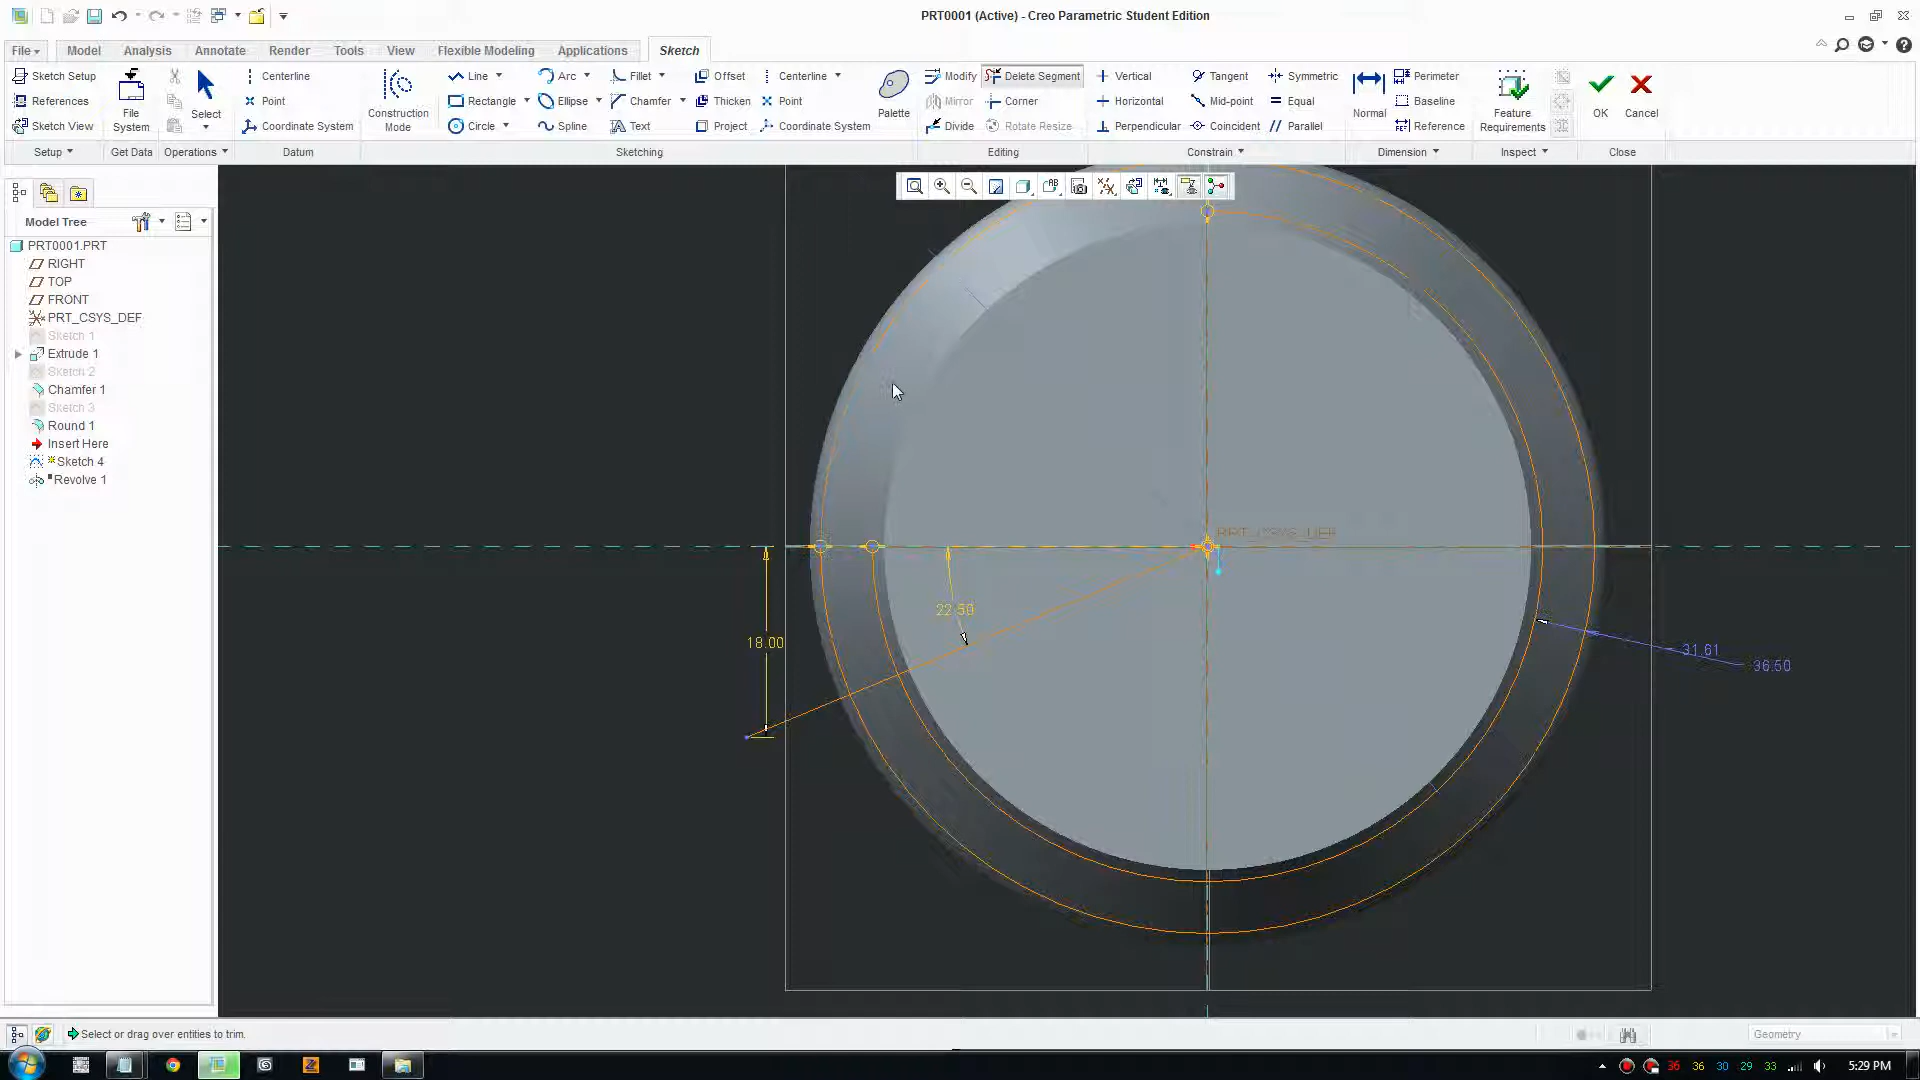 PRT0001 (Active) - Creo Parametric Student Edition
File Model Analysis Annotate Render Tools View Flexible Modeling Applications Sketch
Sketch Setup
References
Sketch View
Setup
File System
Get Data
Select
Operations
Centerline
Point
Coordinate System
Datum
Construction Mode
Line Arc Fillet Offset Centerline
Rectangle Ellipse Chamfer Thicken Point
Circle Spline Text Project Coordinate System
Palette
Sketching
Modify Delete Segment
Mirror Corner
Divide Rotate Resize
Editing
Vertical Tangent Symmetric
Horizontal Mid-point Equal
Perpendicular Coincident Parallel
Constrain
Normal
Perimeter
Baseline
Reference
Dimension
Feature Requirements
Inspect
OK
Cancel
Close
Model Tree
PRT0001.PRT
RIGHT
TOP
FRONT
PRT_CSYS_DEF
Sketch 1
Extrude 1
Sketch 2
Chamfer 1
Sketch 3
Round 1
Insert Here
Sketch 4
Revolve 1
PRT_CSYS_DEF
22.50
18.00
31.61
36.50
Select or drag over entities to trim.
Geometry
36 36 30 29 33
5:29 PM